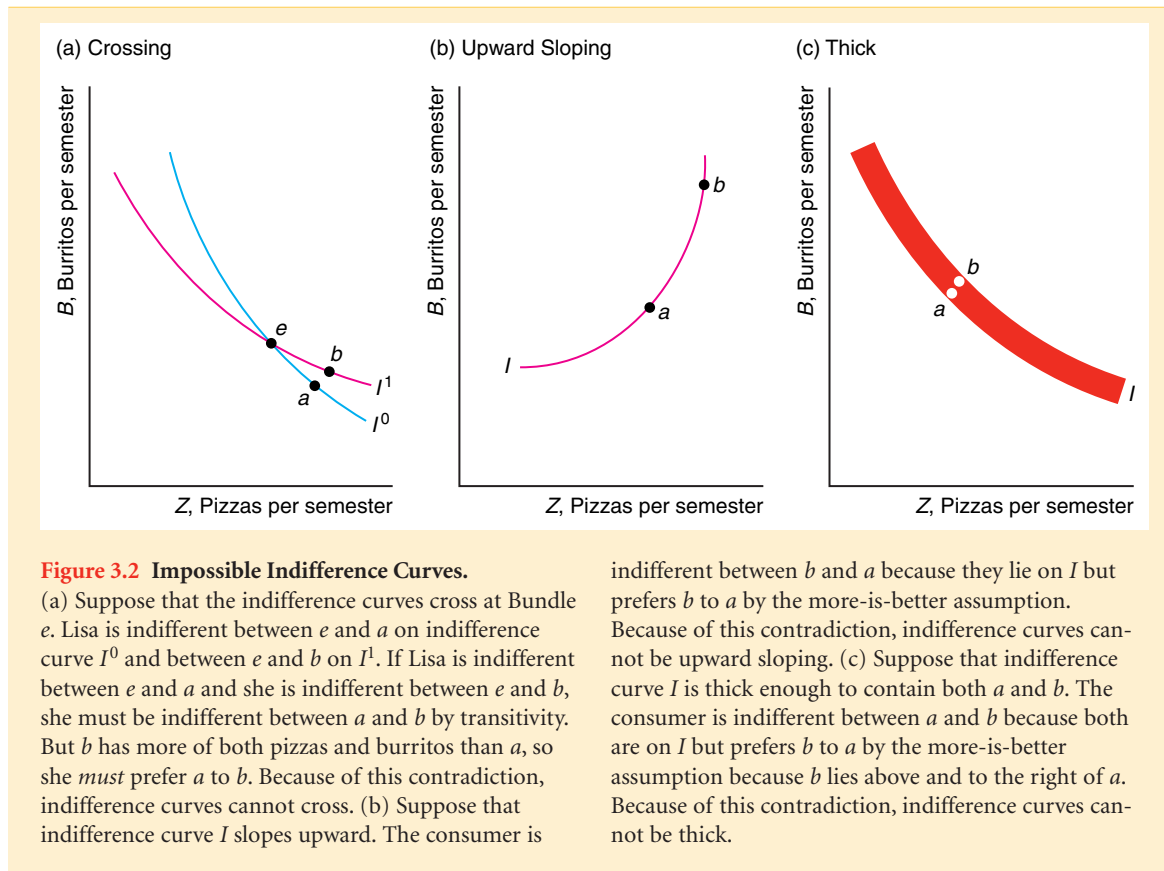 (a) Crossing
B, Burritos per semester
e
b
a
I¹
I⁰
Z, Pizzas per semester
(b) Upward Sloping
B, Burritos per semester
b
a
I
Z, Pizzas per semester
(c) Thick
B, Burritos per semester
b
a
I
Z, Pizzas per semester
Figure 3.2 Impossible Indifference Curves.
(a) Suppose that the indifference curves cross at Bundle
e. Lisa is indifferent between e and a on indifference
curve I⁰ and between e and b on I¹. If Lisa is indifferent
between e and a and she is indifferent between e and b,
she must be indifferent between a and b by transitivity.
But b has more of both pizzas and burritos than a, so
she must prefer a to b. Because of this contradiction,
indifference curves cannot cross. (b) Suppose that
indifference curve I slopes upward. The consumer is
indifferent between b and a because they lie on I but
prefers b to a by the more-is-better assumption.
Because of this contradiction, indifference curves can-
not be upward sloping. (c) Suppose that indifference
curve I is thick enough to contain both a and b. The
consumer is indifferent between a and b because both
are on I but prefers b to a by the more-is-better
assumption because b lies above and to the right of a.
Because of this contradiction, indifference curves can-
not be thick.